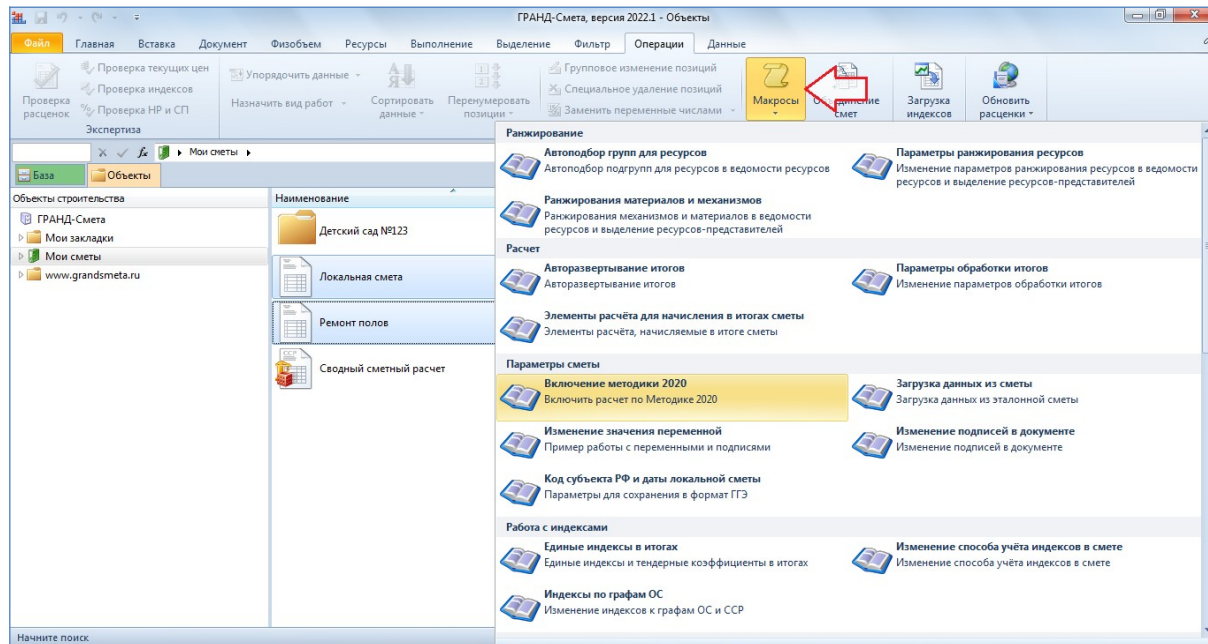 ГРАНД-Смета, версия 2022.1 - Объекты
Файл Главная Вставка Документ Физобъем Ресурсы Выполнение Выделение Фильтр Операции Данные
Проверка расценок
Проверка текущих цен
Проверка индексов
Проверка НР и СП
Экспертиза
Упорядочить данные
Назначить вид работ
Сортировать данные
Перенумеровать позиции
Групповое изменение позиций
Специальное удаление позиций
Заменить переменные числами
Макросы
смет
Загрузка индексов
Обновить расценки
fx Мои сметы
База Объекты
Объекты строительства
ГРАНД-Смета
Мои закладки
Мои сметы
www.grandsmeta.ru
Наименование
Детский сад №123
Локальная смета
Ремонт полов
ССР
Сводный сметный расчет
Ранжирование
Автоподбор групп для ресурсов
Автоподбор подгрупп для ресурсов в ведомости ресурсов
Параметры ранжирования ресурсов
Изменение параметров ранжирования ресурсов в ведомости
ресурсов и выделение ресурсов-представителей
Ранжирования материалов и механизмов
Ранжирования механизмов и материалов в ведомости
ресурсов и выделение ресурсов-представителей
Расчет
Авторазвертывание итогов
Авторазвертывание итогов
Параметры обработки итогов
Изменение параметров обработки итогов
Элементы расчёта для начисления в итогах сметы
Элементы расчёта, начисляемые в итоге сметы
Параметры сметы
Включение методики 2020
Включить расчет по Методике 2020
Загрузка данных из сметы
Загрузка данных из эталонной сметы
Изменение значения переменной
Пример работы с переменными и подписями
Изменение подписей в документе
Изменение подписей в документе
Код субъекта РФ и даты локальной сметы
Параметры для сохранения в формат ГГЭ
Работа с индексами
Единые индексы в итогах
Единые индексы и тендерные коэффициенты в итогах
Изменение способа учёта индексов в смете
Изменение способа учёта индексов в смете
Индексы по графам ОС
Изменение индексов к графам ОС и ССР
Начните поиск